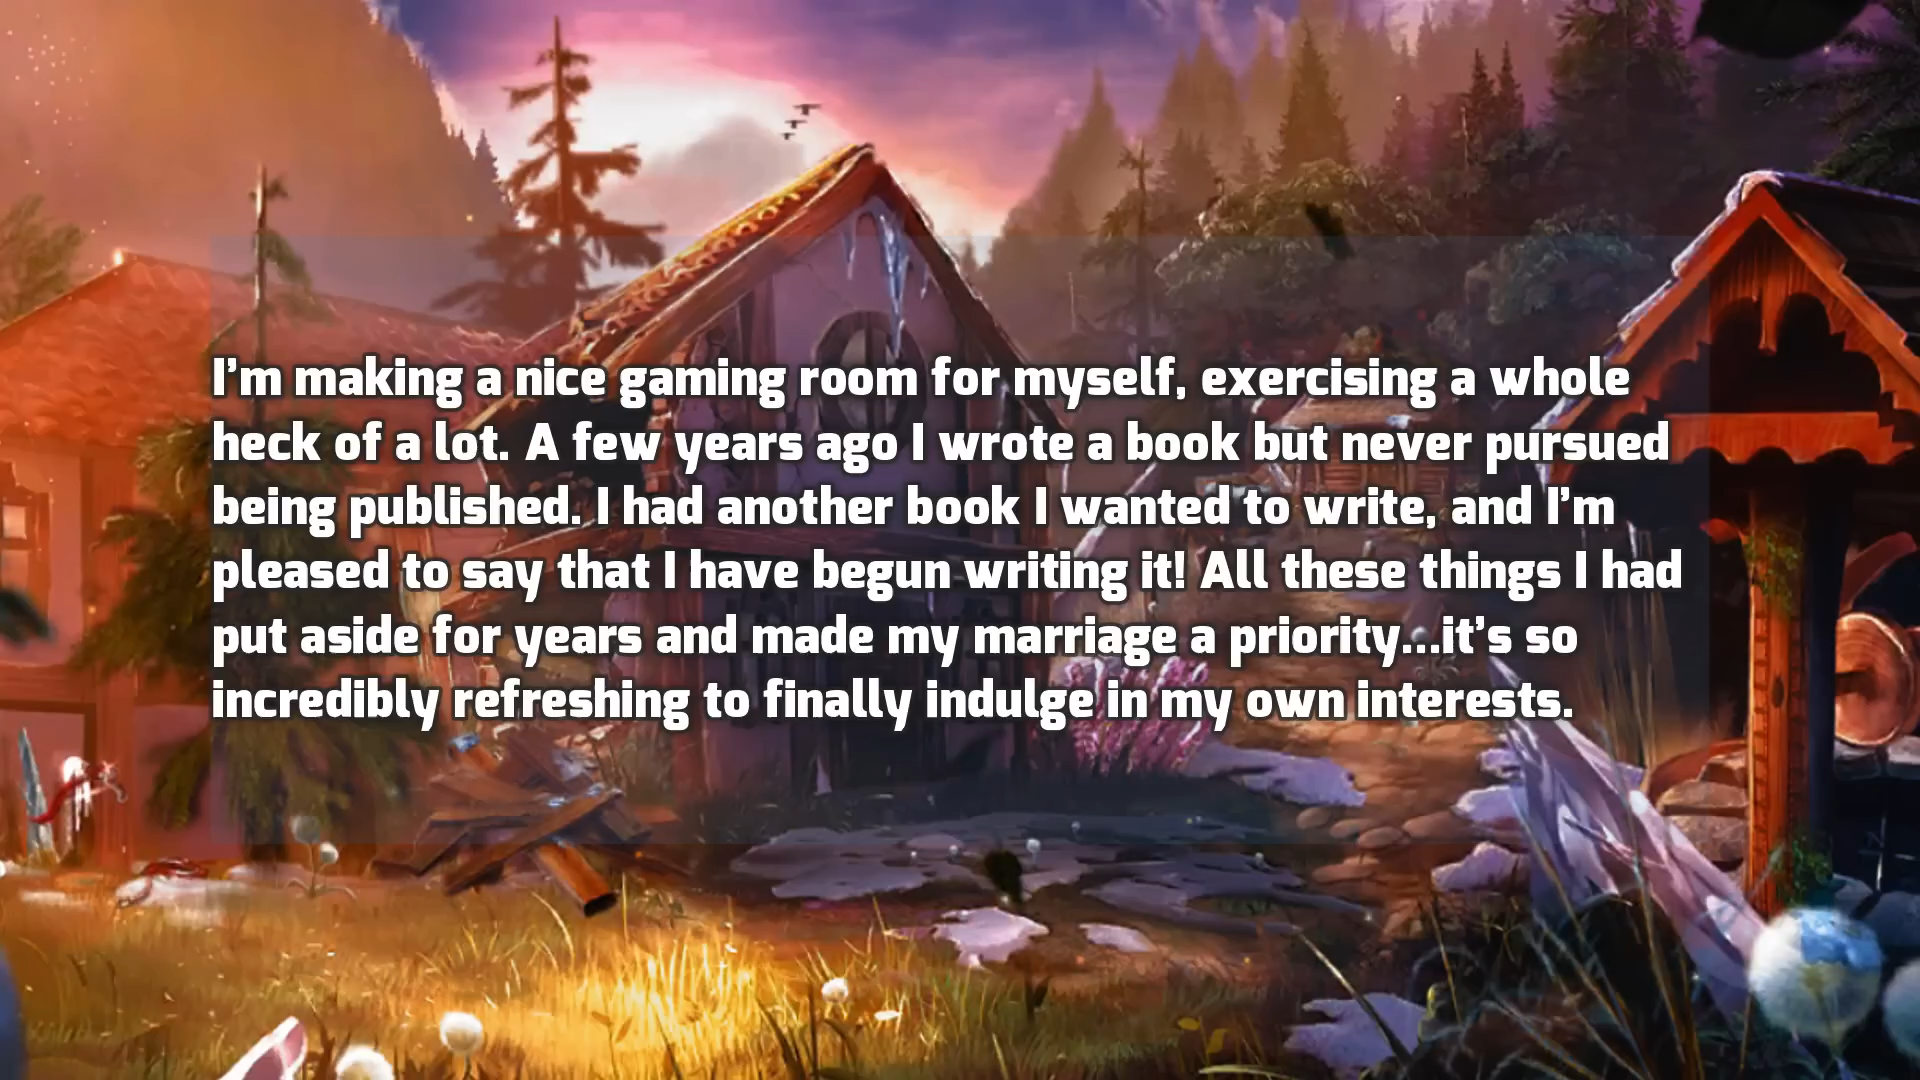 I’m making a nice gaming room for myself, exercising a whole
heck of a lot. A few years ago I wrote a book but never pursued
being published. I had another book I wanted to write, and I’m
pleased to say that I have begun writing it! All these things I had
put aside for years and made my marriage a priority...it’s so
incredibly refreshing to finally indulge in my own interests.